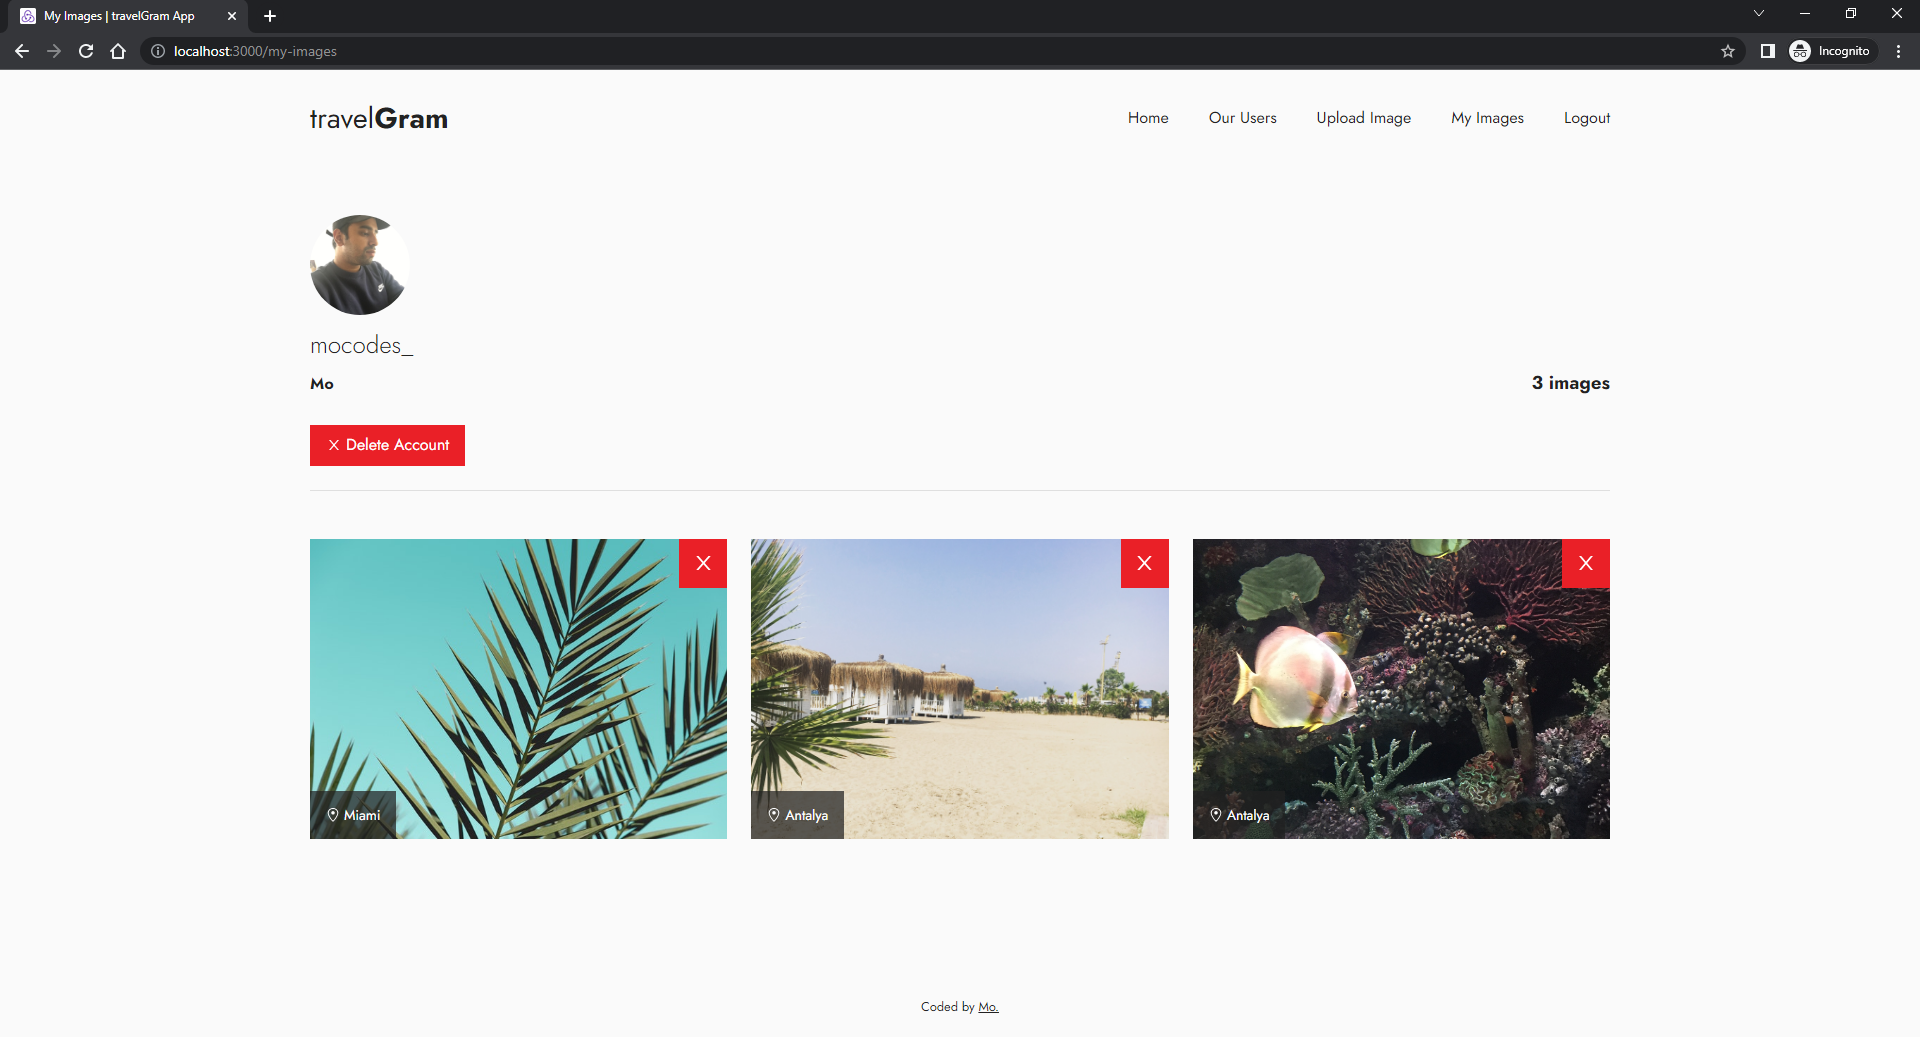 My Images | travelGram App
localhost:3000/my-images
Incognito
travelGram
Home Our Users Upload Image My Images Logout
mocodes_
Mo
3 images
X Delete Account
X
X
X
Miami
Antalya
Antalya
Coded by Mo.